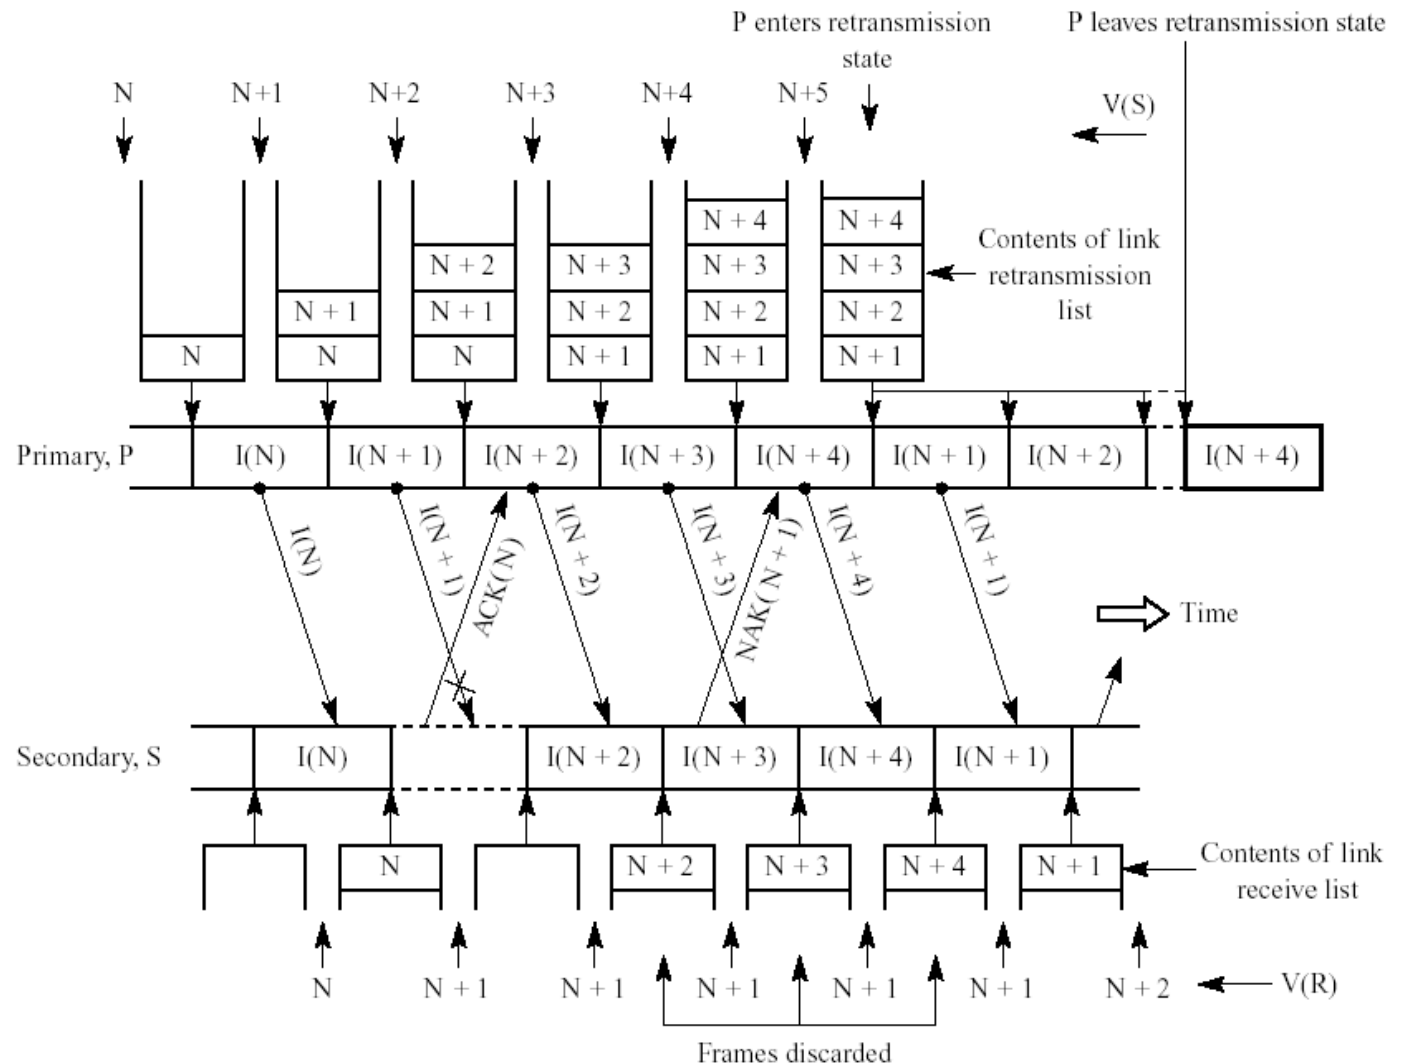 P enters retransmission
state
P leaves retransmission state
N
N+1
N+2
N+3
N+4
N+5
V(S)
N + 4
N + 4
N + 2
N + 3
N + 3
N + 3
Contents of link
retransmission
list
N + 1
N + 1
N + 2
N + 2
N + 2
N
N
N
N + 1
N + 1
N + 1
Primary, P
I(N)
I(N + 1)
I(N + 2)
I(N + 3)
I(N + 4)
I(N + 1)
I(N + 2)
I(N + 4)
I(N)
I(N + 1)
ACK(N)
I(N + 2)
I(N + 3)
NAK(N + 1)
I(N + 4)
I(N + 1)
Time
Secondary, S
I(N)
I(N + 2)
I(N + 3)
I(N + 4)
I(N + 1)
N
N + 2
N + 3
N + 4
N + 1
Contents of link
receive list
N
N + 1
N + 1
N + 1
N + 1
N + 1
N + 2
V(R)
Frames discarded